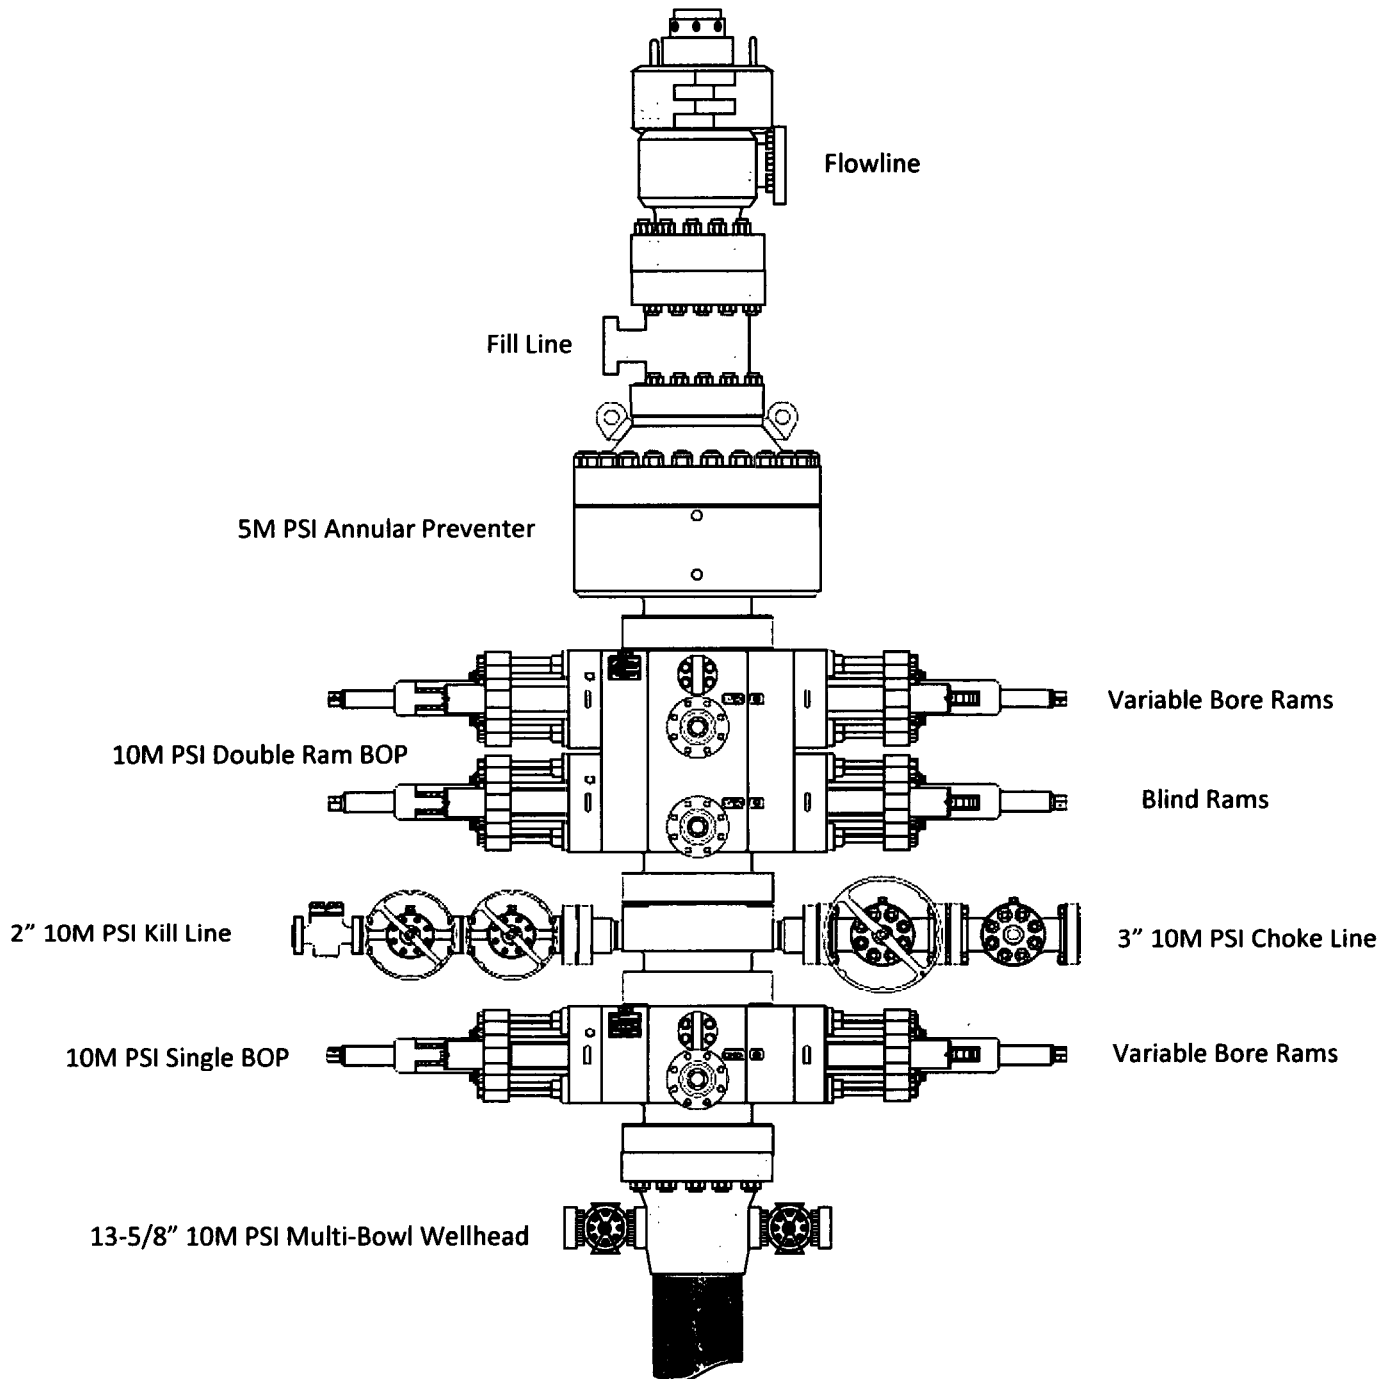 Flowline
Fill Line
5M PSI Annular Preventer
Variable Bore Rams
10M PSI Double Ram BOP
Blind Rams
2” 10M PSI Kill Line
3” 10M PSI Choke Line
10M PSI Single BOP
Variable Bore Rams
13-5/8” 10M PSI Multi-Bowl Wellhead